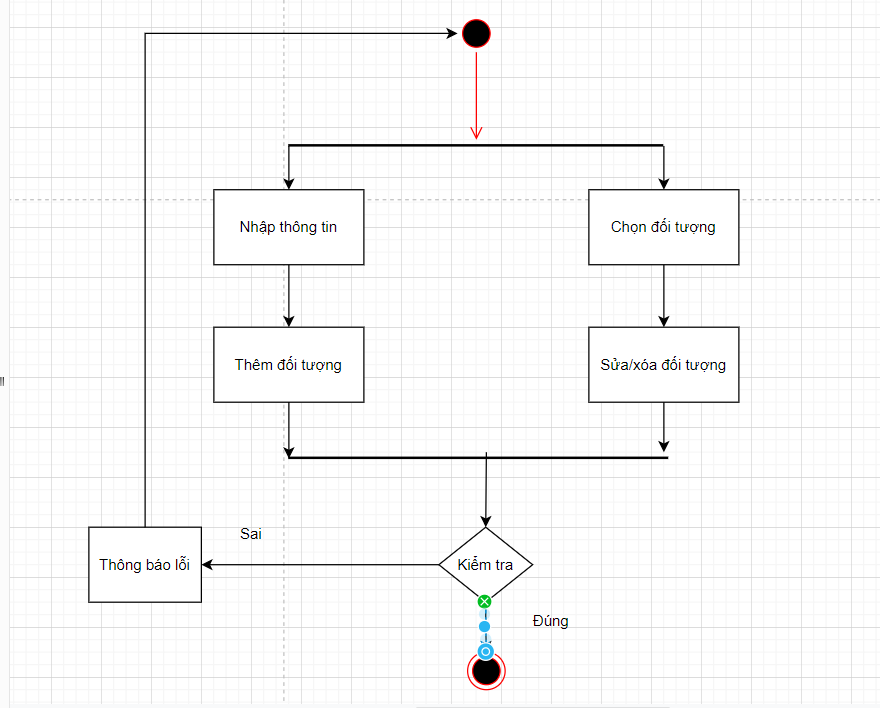 Nhập thông tin
Chọn đối tượng
Thêm đối tượng
Sửa/xóa đối tượng
Sai
Thông báo lỗi
Kiểm tra
Đúng